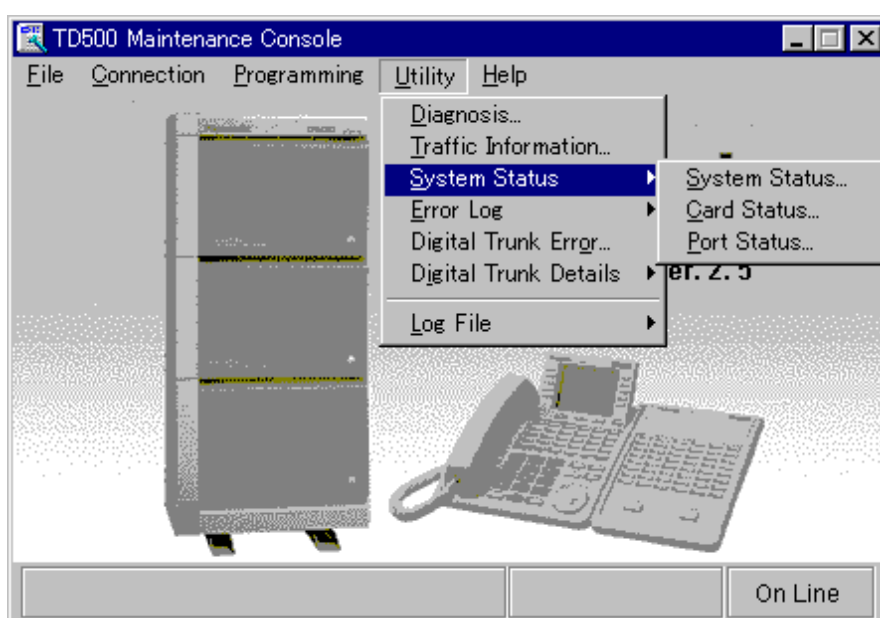 TD500 Maintenance Console
File Connection Programming Utility Help
Diagnosis...
Traffic Information...
System Status
Error Log
Digital Trunk Error...
Digital Trunk Details
Log File
System Status...
Card Status...
Port Status...
er. 2. 5
On Line